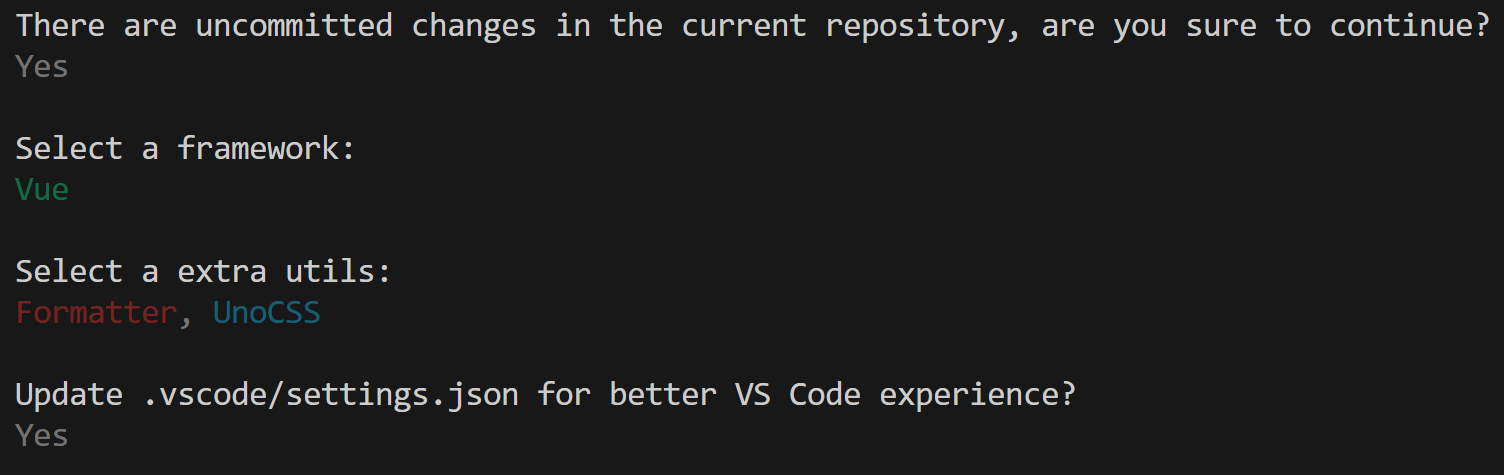 There are uncommitted changes in the current repository, are you sure to continue?
Yes
Select a framework:
Vue
Select a extra utils:
Formatter, UnoCSS
Update .vscode/settings.json for better VS Code experience?
Yes